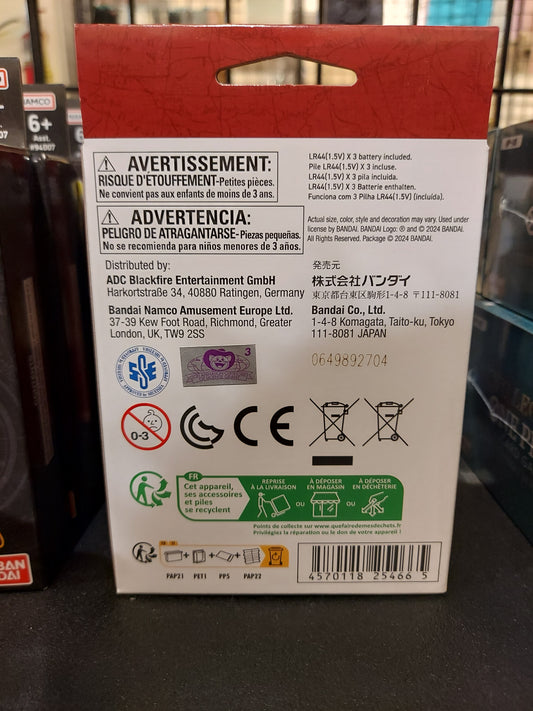 NAMCO
6+
Asst.
#94007
AVERTISSEMENT:
RISQUE D'ÉTOUFFEMENT-Petites pièces.
Ne convient pas aux enfants de moins de 3 ans.
ADVERTENCIA:
PELIGRO DE ATRAGANTARSE-Piezas pequeñas.
No se recomienda para niños menores de 3 años.
LR44(1.5V) X 3 battery included.
Pile LR44(1.5V) X 3 incluse.
LR44(1.5V) X 3 pila incluida.
LR44(1.5V) X 3 Batterie enthalten.
Funciona com 3 Pilha LR44(1.5V) (incluída).
Actual size, color, style and decoration may vary. Used under
license by BANDAI. BANDAI Logo: ® and © 2024 BANDAI.
All Rights Reserved. Package © 2024 BANDAI.
Distributed by:
ADC Blackfire Entertainment GmbH
Harkortstraße 34, 40880 Ratingen, Germany
Bandai Namco Amusement Europe Ltd.
37-39 Kew Foot Road, Richmond, Greater
London, UK, TW9 2SS
発売元
株式会社バンダイ
東京都台東区駒形1-4-8 〒111-8081
Bandai Co., Ltd.
1-4-8 Komagata, Taito-ku, Tokyo
111-8081 JAPAN
3
0649892704
0-3
CE
FR
Cet appareil,
ses accessoires
et piles
se recyclent
REPRISE
À LA LIVRAISON
OU
À DÉPOSER
EN MAGASIN
OU
À DÉPOSER
EN DÉCHÈTERIE
Points de collecte sur www.quefairedemesdechets.fr
Privilégiez la réparation ou le don de votre appareil !
+
+
+
PAP21
PET1
PP5
PAP22
4570118 25466 5
BAN
DAI